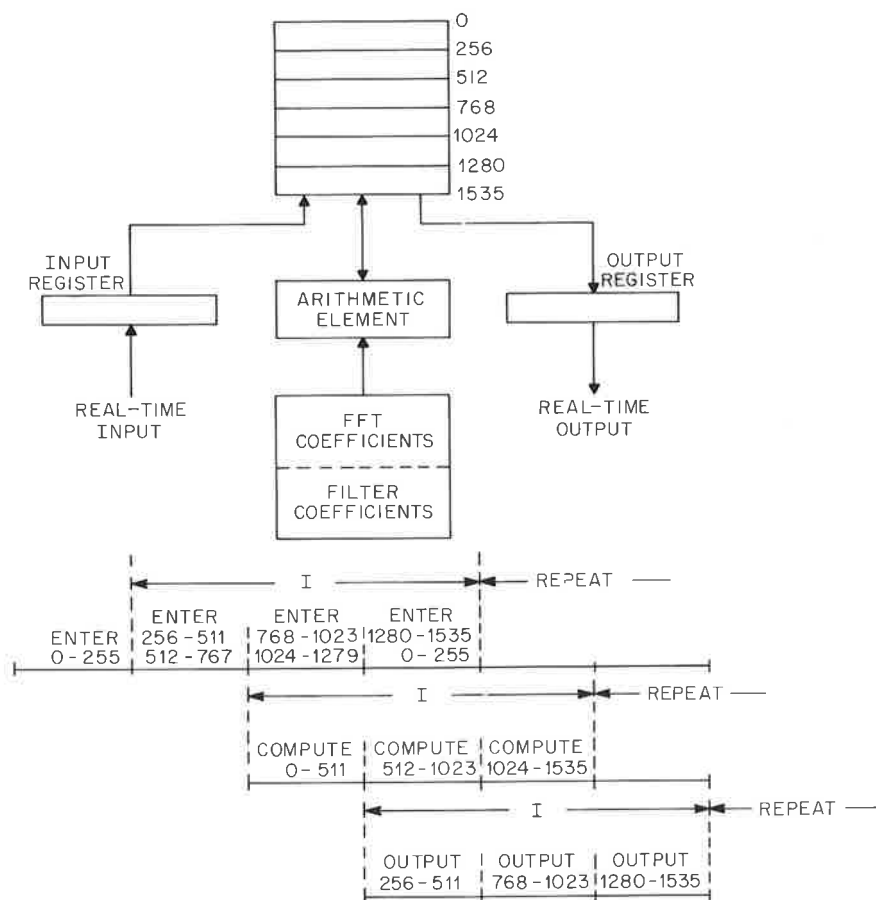 0
256
512
768
1024
1280
1535
INPUT
REGISTER
OUTPUT
REGISTER
ARITHMETIC
ELEMENT
REAL-TIME
INPUT
REAL-TIME
OUTPUT
FFT
COEFFICIENTS
FILTER
COEFFICIENTS
I
REPEAT
ENTER
0-255
ENTER
256-511
512-767
ENTER
768-1023
1024-1279
ENTER
1280-1535
0-255
I
REPEAT
COMPUTE
0-511
COMPUTE
512-1023
COMPUTE
1024-1535
I
REPEAT
OUTPUT
256-511
OUTPUT
768-1023
OUTPUT
1280-1535